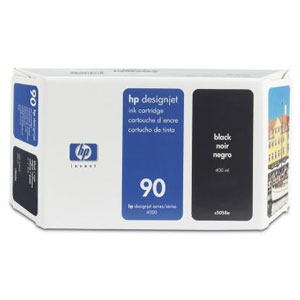 90
hp designjet
ink cartridge
cartouche d'encre
cartucho de tinta
hp
invent
90
hp designjet series/series
4000
black
noir
negro
400 ml
c5058a